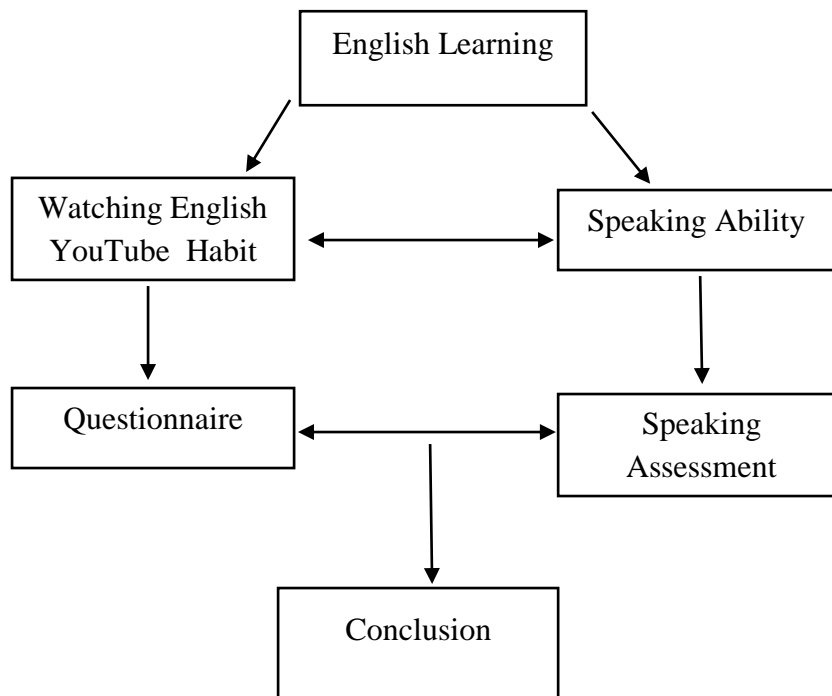 English Learning
Watching English
YouTube Habit
Speaking Ability
Questionnaire
Speaking
Assessment
Conclusion